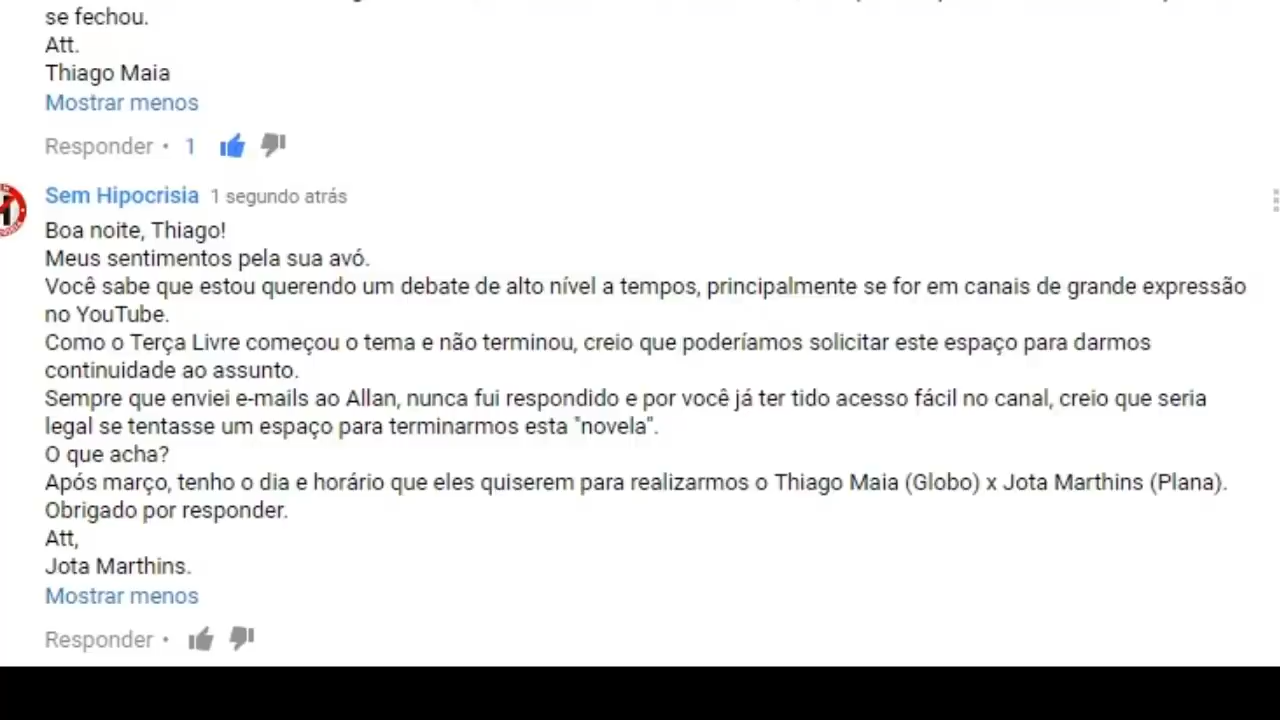 se fechou.
Att.
Thiago Maia
Mostrar menos
Responder • 1
Sem Hipocrisia 1 segundo atrás
Boa noite, Thiago!
Meus sentimentos pela sua avó.
Você sabe que estou querendo um debate de alto nível a tempos, principalmente se for em canais de grande expressão
no YouTube.
Como o Terça Livre começou o tema e não terminou, creio que poderíamos solicitar este espaço para darmos
continuidade ao assunto.
Sempre que enviei e-mails ao Allan, nunca fui respondido e por você já ter tido acesso fácil no canal, creio que seria
legal se tentasse um espaço para terminarmos esta "novela".
O que acha?
Após março, tenho o dia e horário que eles quiserem para realizarmos o Thiago Maia (Globo) x Jota Marthins (Plana).
Obrigado por responder.
Att,
Jota Marthins.
Mostrar menos
Responder •